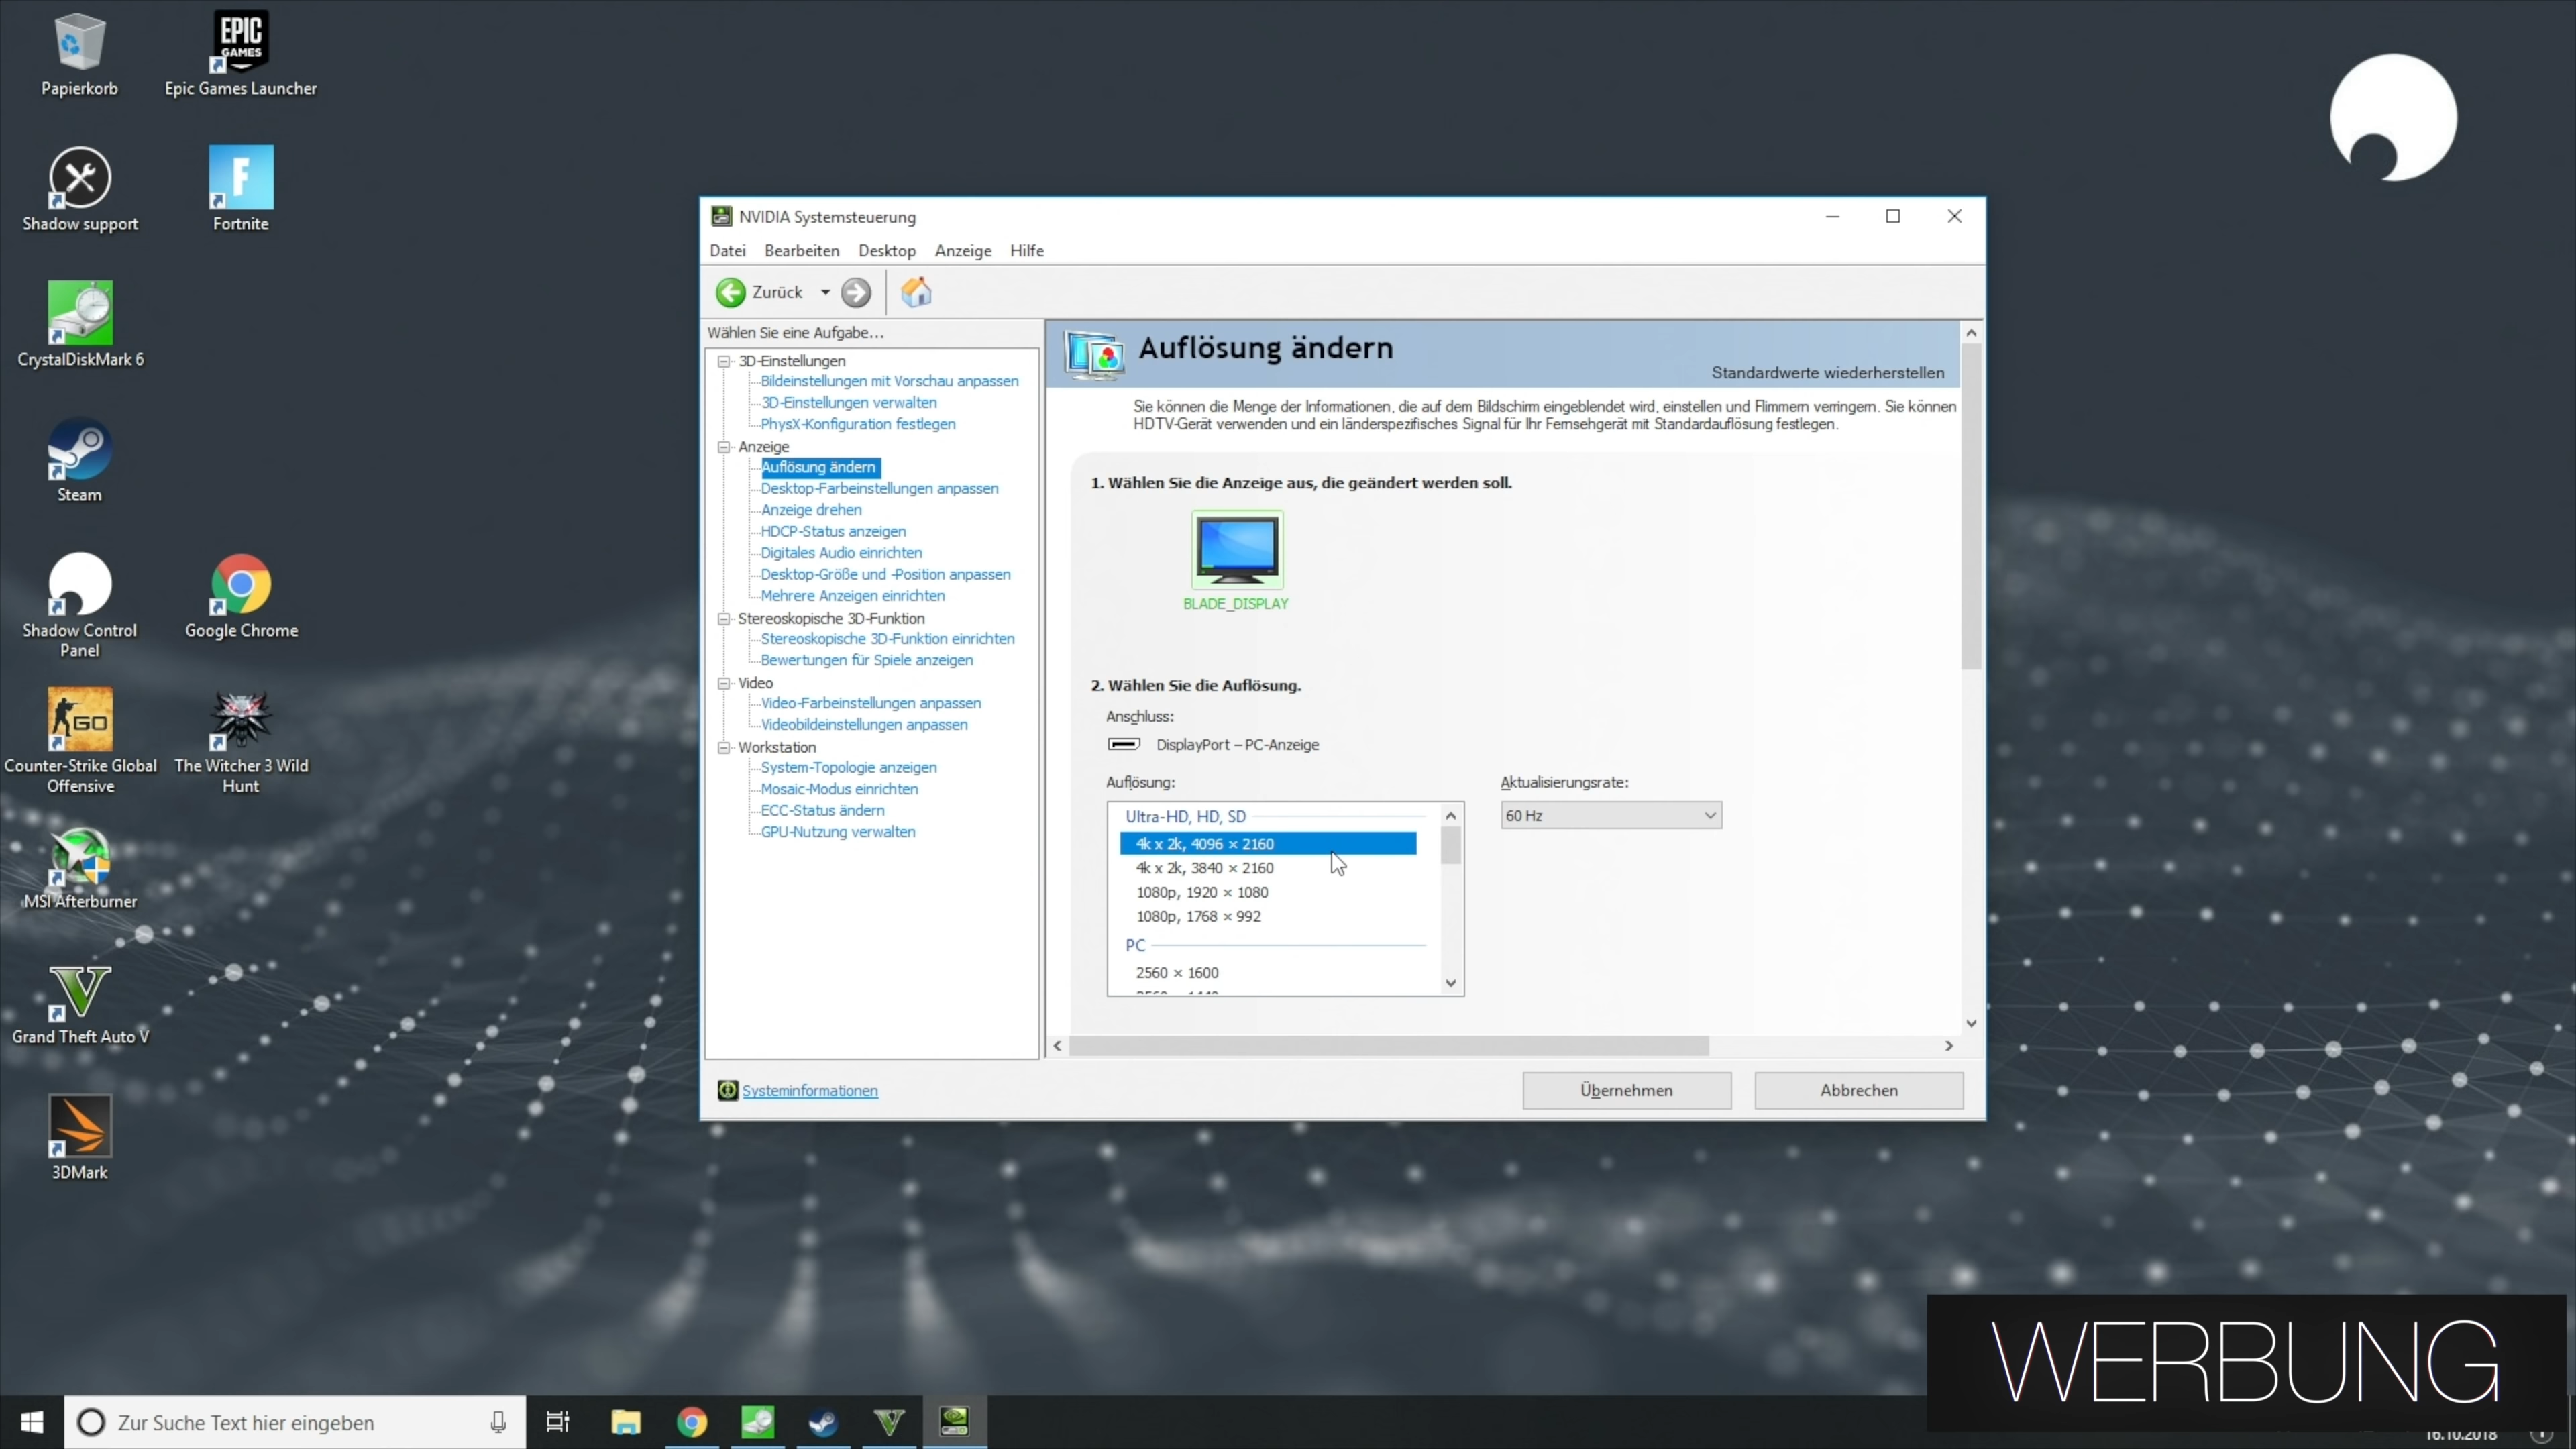 Papierkorb
EPIC
GAMES
Epic Games Launcher
Shadow support
F
Fortnite
CrystalDiskMark 6
Steam
Shadow Control
Panel
Google Chrome
GO
Counter-Strike Global
Offensive
The Witcher 3 Wild
Hunt
MSI Afterburner
V
Grand Theft Auto V
3DMark
NVIDIA Systemsteuerung
Datei Bearbeiten Desktop Anzeige Hilfe
Zurück
Wählen Sie eine Aufgabe...
3D-Einstellungen
Bildeinstellungen mit Vorschau anpassen
3D-Einstellungen verwalten
PhysX-Konfiguration festlegen
Anzeige
Auflösung ändern
Desktop-Farbeinstellungen anpassen
Anzeige drehen
HDCP-Status anzeigen
Digitales Audio einrichten
Desktop-Größe und -Position anpassen
Mehrere Anzeigen einrichten
Stereoskopische 3D-Funktion
Stereoskopische 3D-Funktion einrichten
Bewertungen für Spiele anzeigen
Video
Video-Farbeinstellungen anpassen
Videobildeinstellungen anpassen
Workstation
System-Topologie anzeigen
Mosaic-Modus einrichten
ECC-Status ändern
GPU-Nutzung verwalten
Auflösung ändern
Standardwerte wiederherstellen
Sie können die Menge der Informationen, die auf dem Bildschirm eingeblendet wird, einstellen und Flimmern verringern. Sie können
HDTV-Gerät verwenden und ein länderspezifisches Signal für Ihr Fernsehgerät mit Standardauflösung festlegen.
1. Wählen Sie die Anzeige aus, die geändert werden soll.
BLADE_DISPLAY
2. Wählen Sie die Auflösung.
Anschluss:
DisplayPort – PC-Anzeige
Auflösung:
Aktualisierungsrate:
Ultra-HD, HD, SD
60 Hz
4k x 2k, 4096 × 2160
4k x 2k, 3840 × 2160
1080p, 1920 × 1080
1080p, 1768 × 992
PC
2560 × 1600
Systeminformationen
Übernehmen
Abbrechen
WERBUNG
Zur Suche Text hier eingeben
16.10.2018